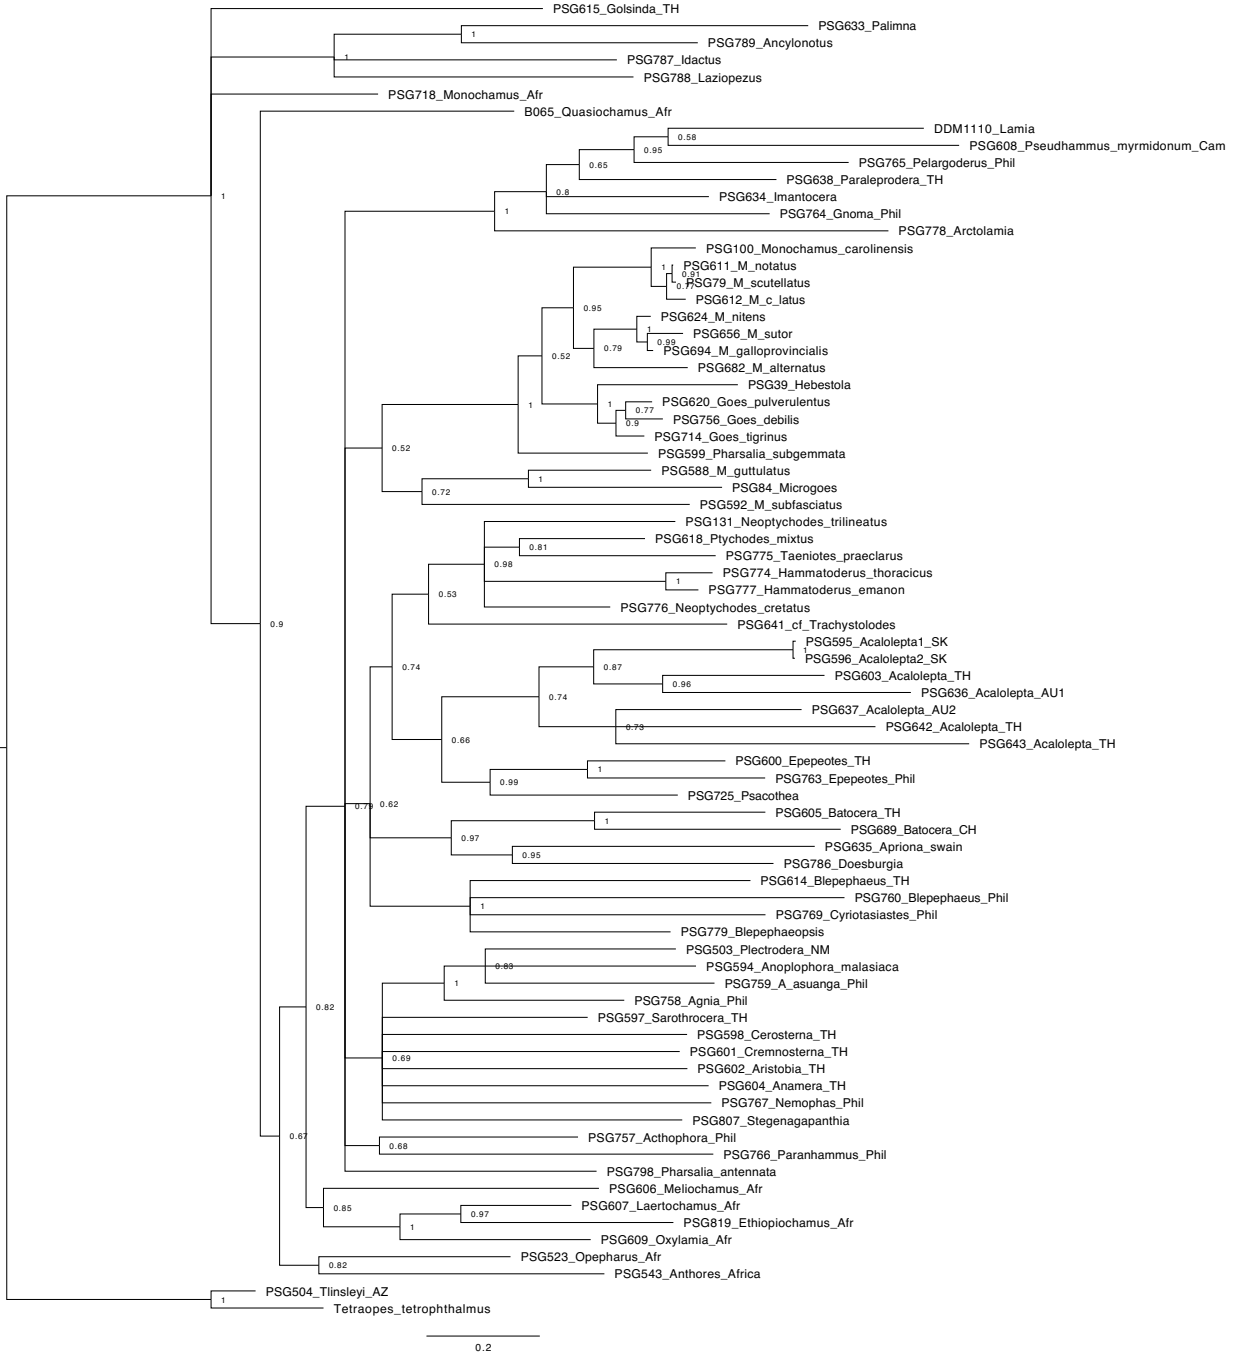 PSG615_Golsinda_TH
PSG633_Palimna
1
PSG789_Ancylonotus
1
PSG787_Idactus
PSG788_Laziopezus
PSG718_Monochamus_Afr
B065_Quasiochamus_Afr
DDM1110_Lamia
0.58
PSG608_Pseudhammus_myrmidonum_Cam
0.95
PSG765_Pelargoderus_Phil
0.65
PSG638_Paraleprodera_TH
0.8
PSG634_Imantocera
1
PSG764_Gnoma_Phil
1
PSG778_Arctolamia
PSG100_Monochamus_carolinensis
1
PSG611_M_notatus
0.91
PSG79_M_scutellatus
0.77
PSG612_M_c_latus
0.95
PSG624_M_nitens
1
PSG656_M_sutor
0.99
PSG694_M_galloprovincialis
0.79
0.52
PSG682_M_alternatus
PSG39_Hebestola
1
1
PSG620_Goes_pulverulentus
0.77
PSG756_Goes_debilis
0.9
PSG714_Goes_tigrinus
0.52
PSG599_Pharsalia_subgemmata
PSG588_M_guttulatus
1
PSG84_Microgoes
0.72
PSG592_M_subfasciatus
PSG131_Neoptychodes_trilineatus
PSG618_Ptychodes_mixtus
0.81
PSG775_Taeniotes_praeclarus
0.98
PSG774_Hammatoderus_thoracicus
1
PSG777_Hammatoderus_emanon
0.53
PSG776_Neoptychodes_cretatus
0.9
PSG641_cf_Trachystolodes
PSG595_Acalolepta1_SK
1
PSG596_Acalolepta2_SK
0.74
0.87
PSG603_Acalolepta_TH
0.96
PSG636_Acalolepta_AU1
0.74
PSG637_Acalolepta_AU2
0.73
PSG642_Acalolepta_TH
0.66
PSG643_Acalolepta_TH
PSG600_Epepeotes_TH
1
PSG763_Epepeotes_Phil
0.99
PSG725_Psacothea
0.79
0.62
PSG605_Batocera_TH
1
PSG689_Batocera_CH
0.97
PSG635_Apriona_swain
0.95
PSG786_Doesburgia
PSG614_Blepephaeus_TH
PSG760_Blepephaeus_Phil
1
PSG769_Cyriotasiastes_Phil
PSG779_Blepephaeopsis
PSG503_Plectrodera_NM
0.83
PSG594_Anoplophora_malasiaca
1
PSG759_A_asuanga_Phil
PSG758_Agnia_Phil
0.82
PSG597_Sarothrocera_TH
PSG598_Cerosterna_TH
PSG601_Cremnosterna_TH
0.69
PSG602_Aristobia_TH
PSG604_Anamera_TH
PSG767_Nemophas_Phil
PSG807_Stegenagapanthia
0.67
PSG757_Acthophora_Phil
0.68
PSG766_Paranhammus_Phil
PSG798_Pharsalia_antennata
PSG606_Meliochamus_Afr
0.85
PSG607_Laertochamus_Afr
0.97
PSG819_Ethiopiochamus_Afr
1
PSG609_Oxylamia_Afr
PSG523_Opepharus_Afr
0.82
PSG543_Anthores_Africa
PSG504_Tlinsleyi_AZ
1
Tetraopes_tetrophthalmus
0.2